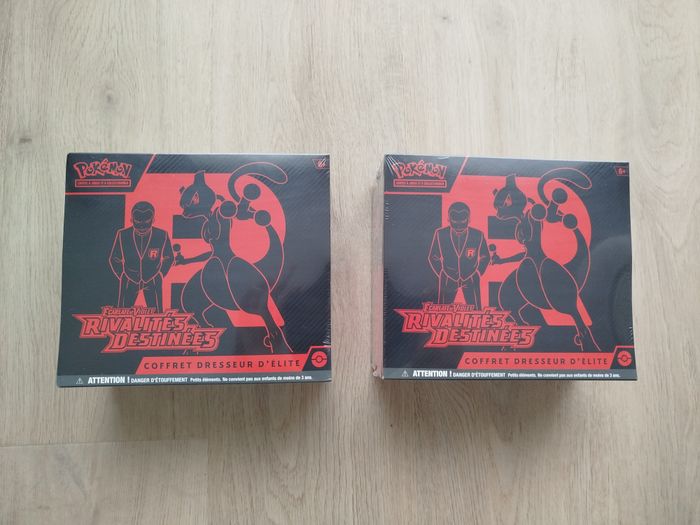 POKÉMON
6+
R
ÉCARLATE ET VIOLET
RIVALITÉS
DESTINÉES
COFFRET DRESSEUR D'ÉLITE
ATTENTION ! DANGER D'ÉTOUFFEMENT Petits éléments. Ne convient pas aux enfants de moins de 3 ans.
POKÉMON
6+
R
ÉCARLATE ET VIOLET
RIVALITÉS
DESTINÉES
COFFRET DRESSEUR D'ÉLITE
ATTENTION ! DANGER D'ÉTOUFFEMENT Petits éléments. Ne convient pas aux enfants de moins de 3 ans.